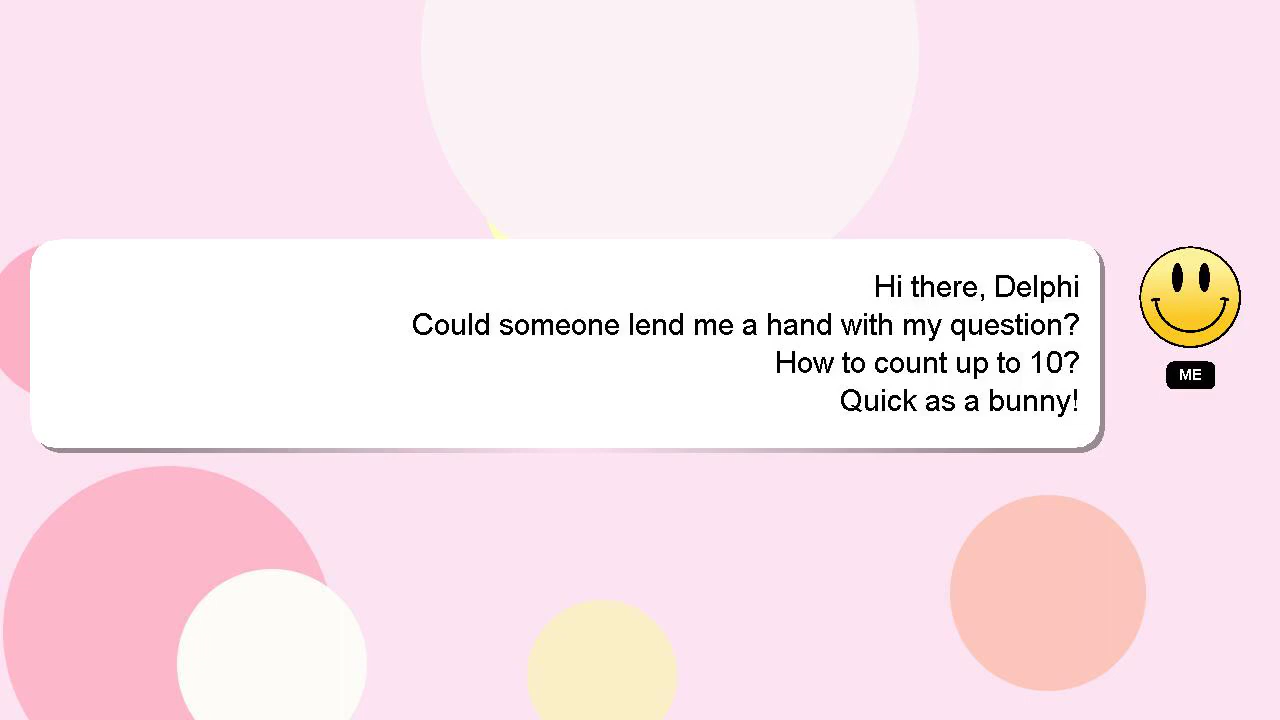 Hi there, Delphi
Could someone lend me a hand with my question?
How to count up to 10?
Quick as a bunny!
ME